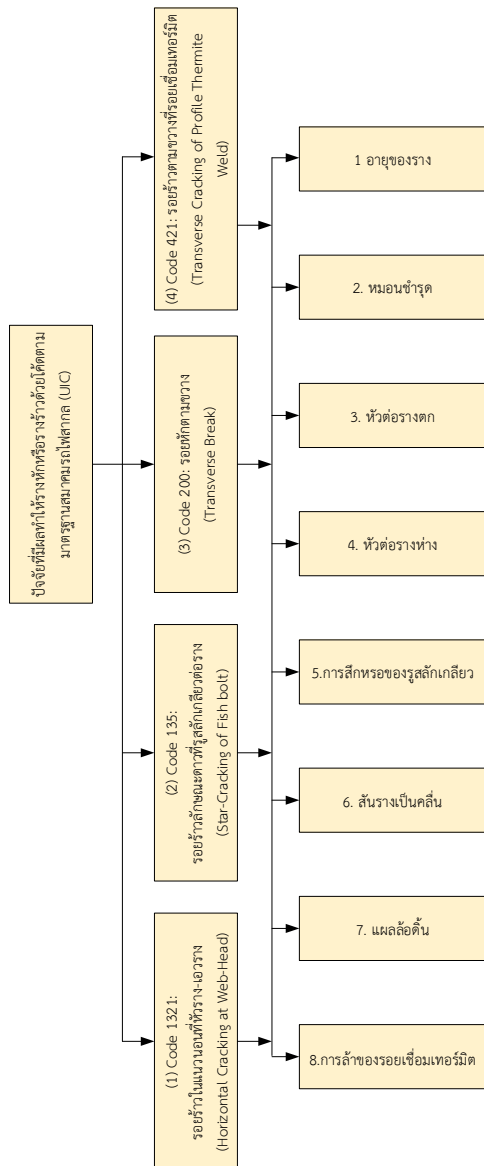 ปัจจัยที่มีผลทำให้รางหักหรือรางร้าวด้วยโค้ดตาม
มาตรฐานสมาคมรถไฟสากล (UIC)
(1) Code 1321:
รอยร้าวในแนวนอนที่หัวราง-เอวราง
(Horizontal Cracking at Web-Head)
(2) Code 135:
รอยร้าวลักษณะดาวที่รูสลักเกลียวต่อราง
(Star-Cracking of Fish bolt)
(3) Code 200: รอยหักตามขวาง
(Transverse Break)
(4) Code 421: รอยร้าวตามขวางที่รอยเชื่อมเทอร์มิต
(Transverse Cracking of Profile Thermite
Weld)
1 อายุของราง
2. หมอนชำรุด
3. หัวต่อรางตก
4. หัวต่อรางห่าง
5.การสึกหรอของรูสลักเกลียว
6. สันรางเป็นคลื่น
7. แผลล้อดิ้น
8.การล้าของรอยเชื่อมเทอร์มิต